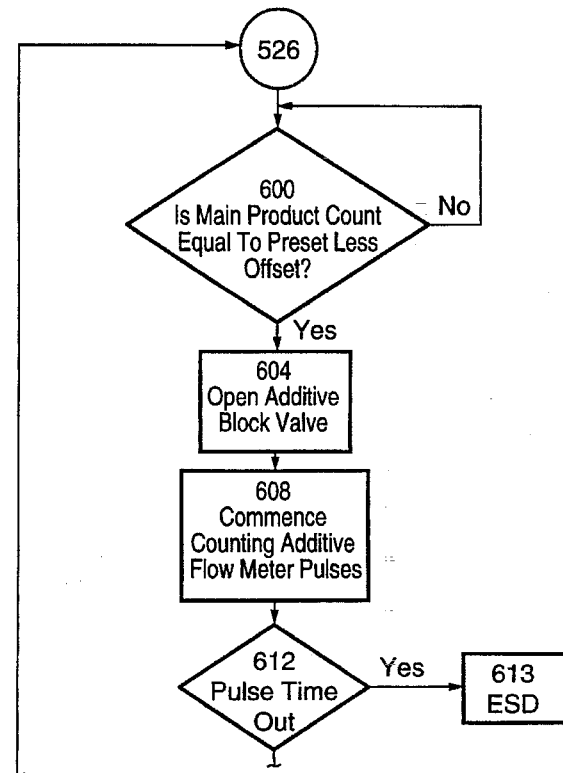 526
600
Is Main Product Count
Equal To Preset Less
Offset?
No
Yes
604
Open Additive
Block Valve
608
Commence
Counting Additive
Flow Meter Pulses
612
Pulse Time
Out
Yes
613
ESD